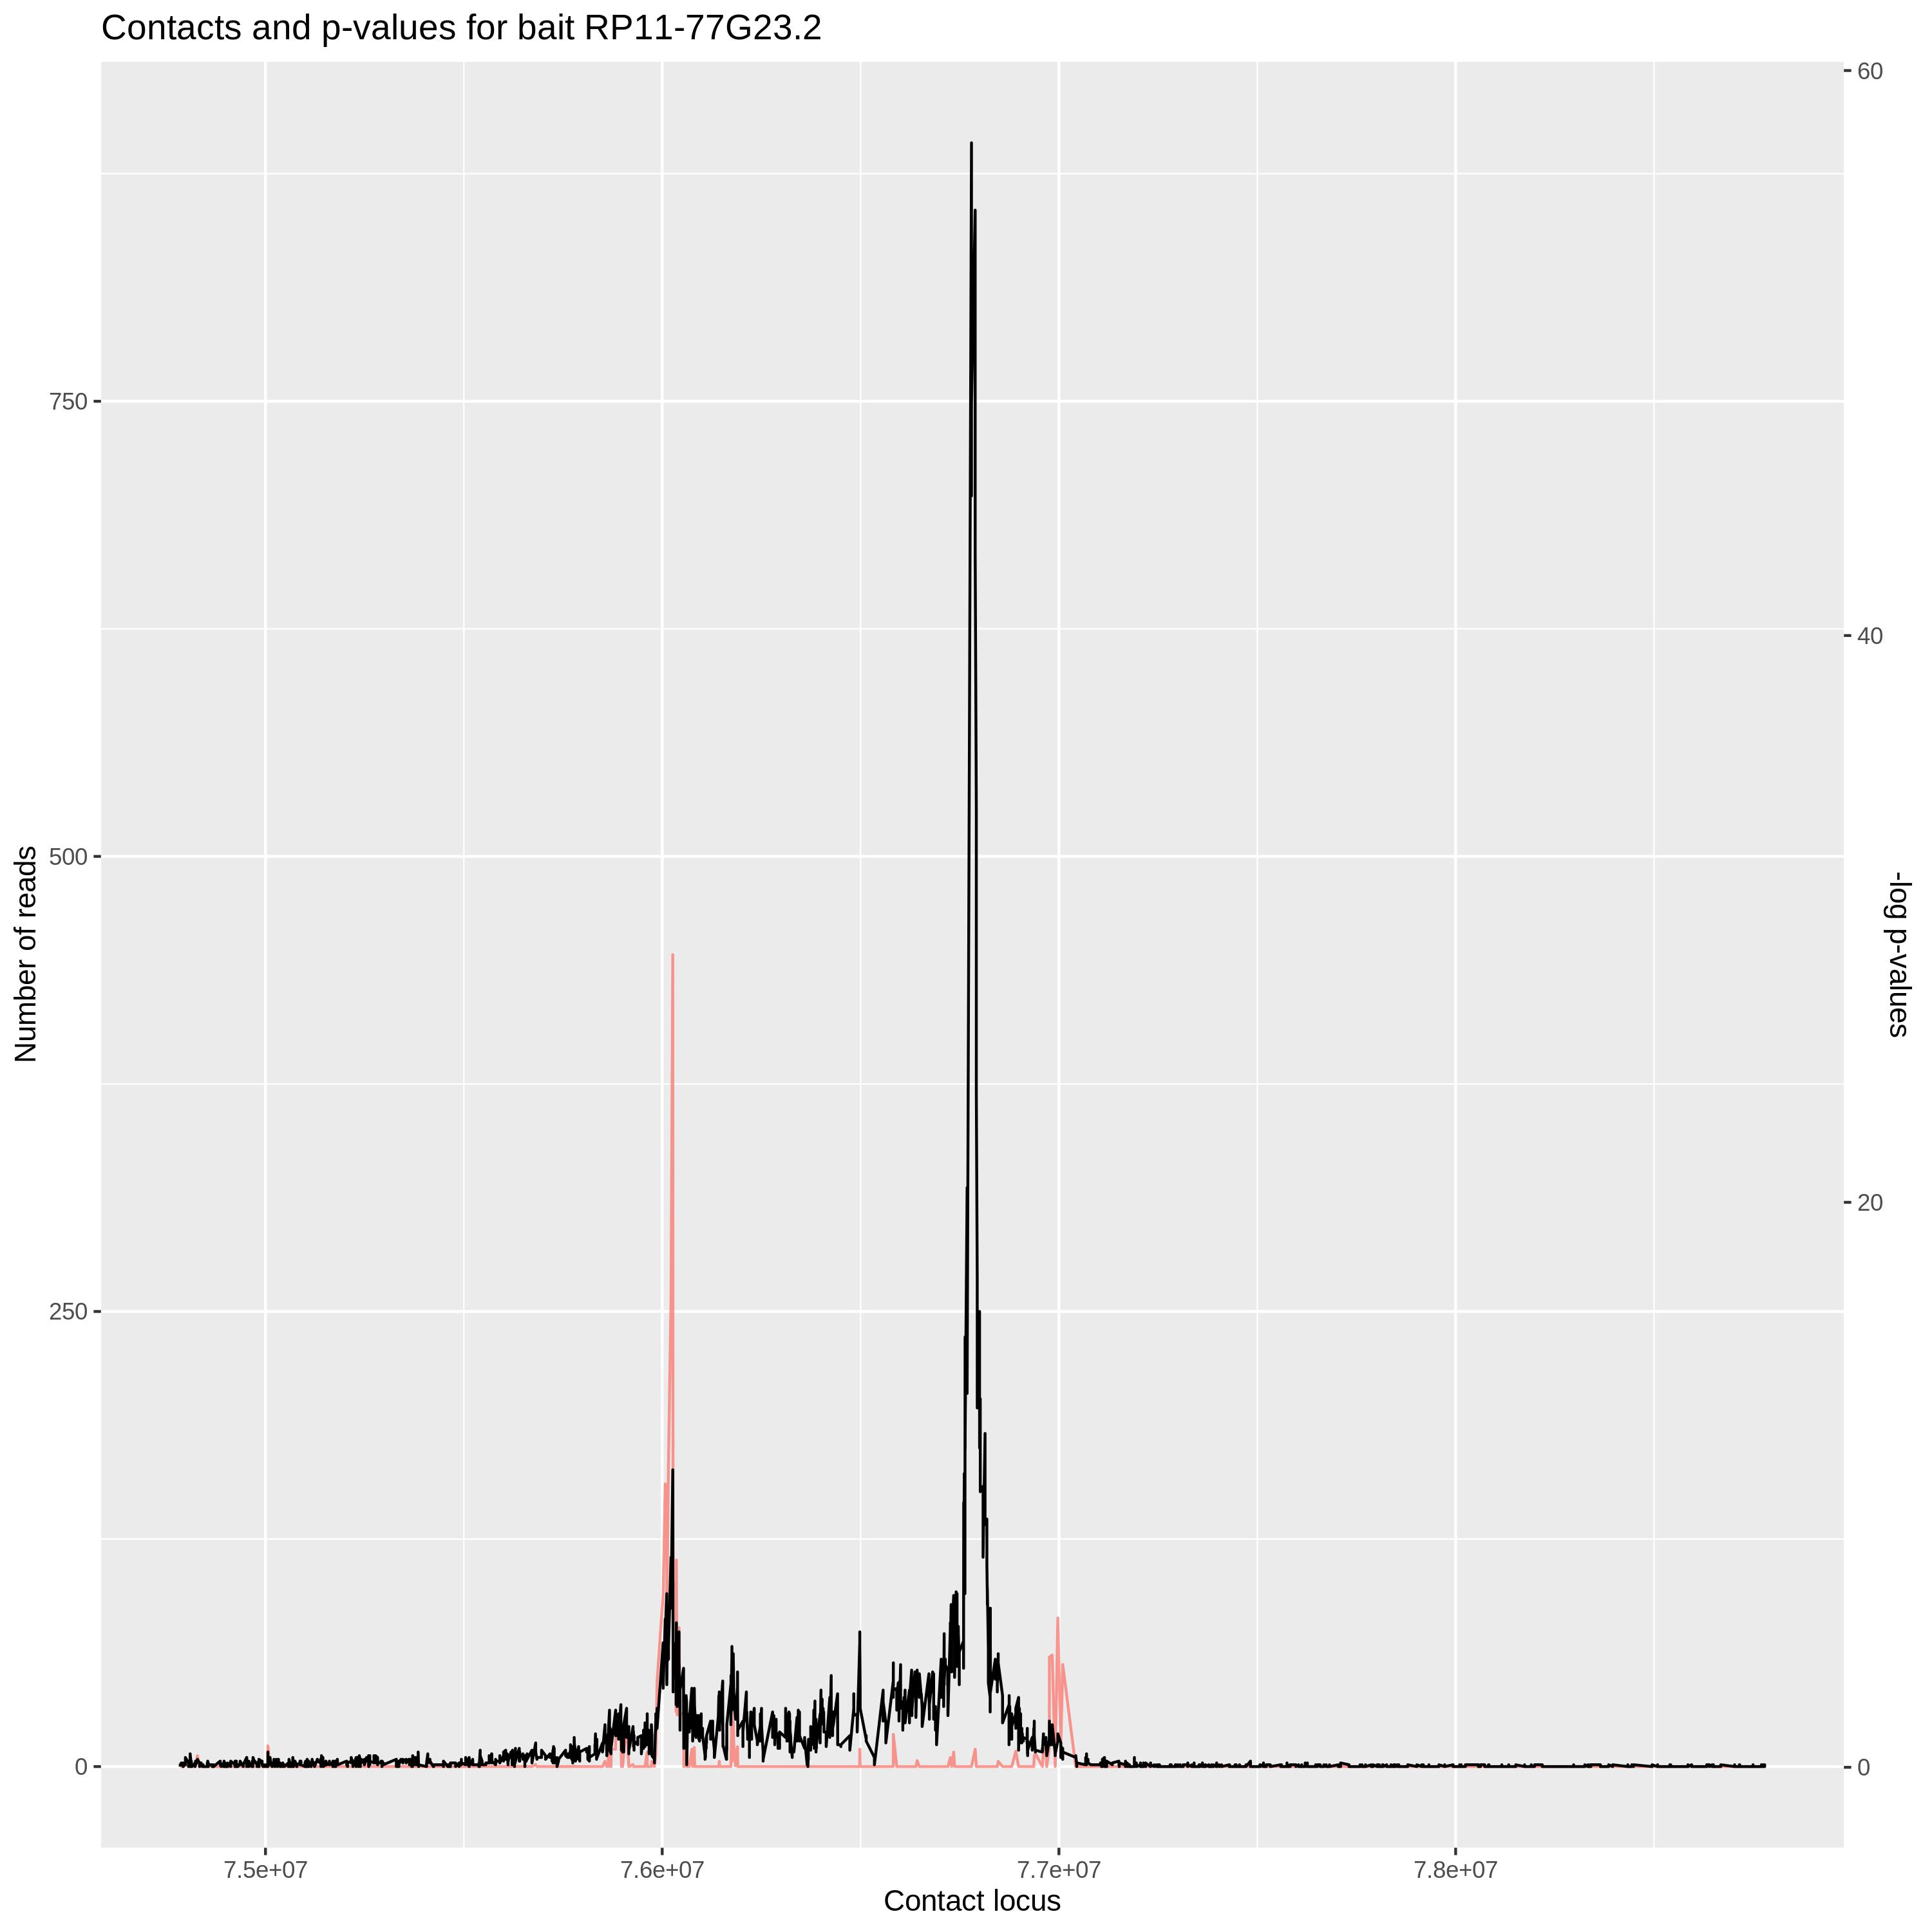 Contacts and p-values for bait RP11-77G23.2
60
750
40
500
Number of reads
-log p-values
20
250
0
0
7.5e+07
7.6e+07
7.7e+07
7.8e+07
Contact locus